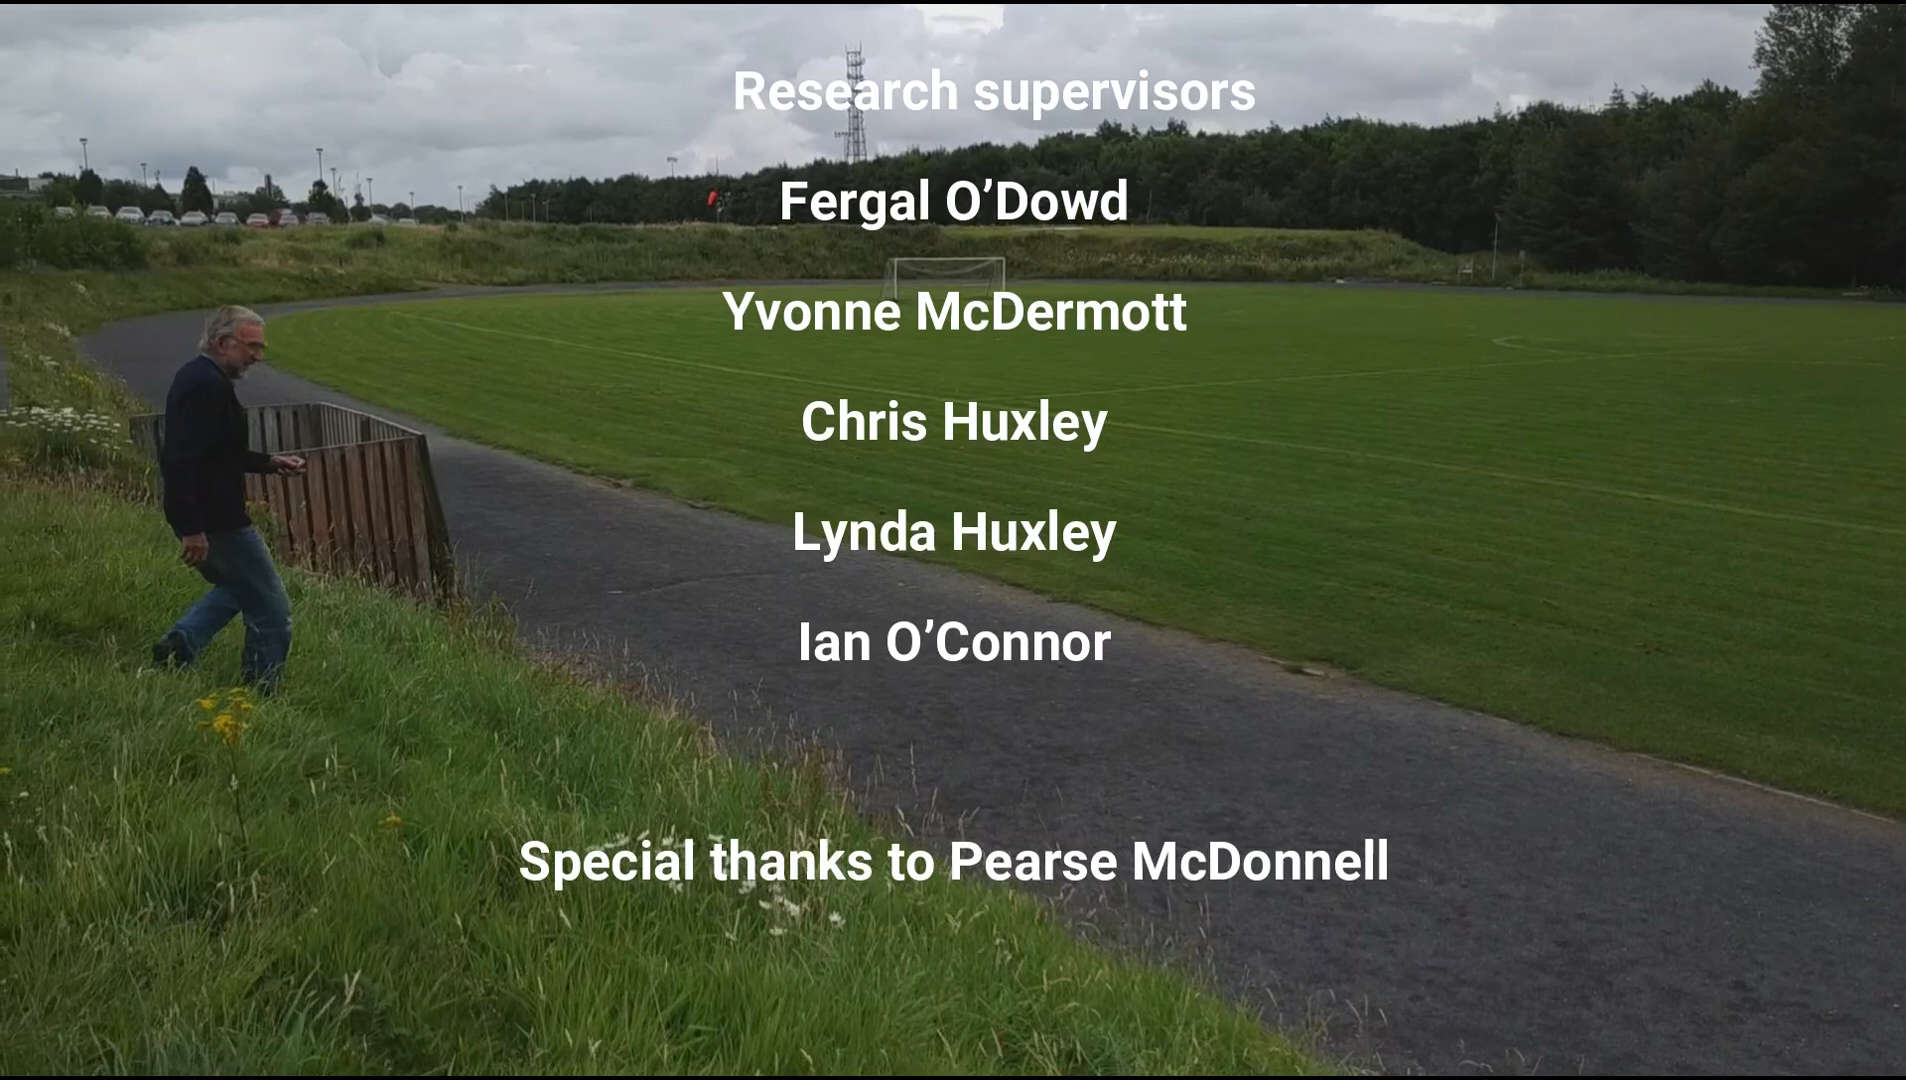 Research supervisors
Fergal O’Dowd
Yvonne McDermott
Chris Huxley
Lynda Huxley
Ian O’Connor
Special thanks to Pearse McDonnell